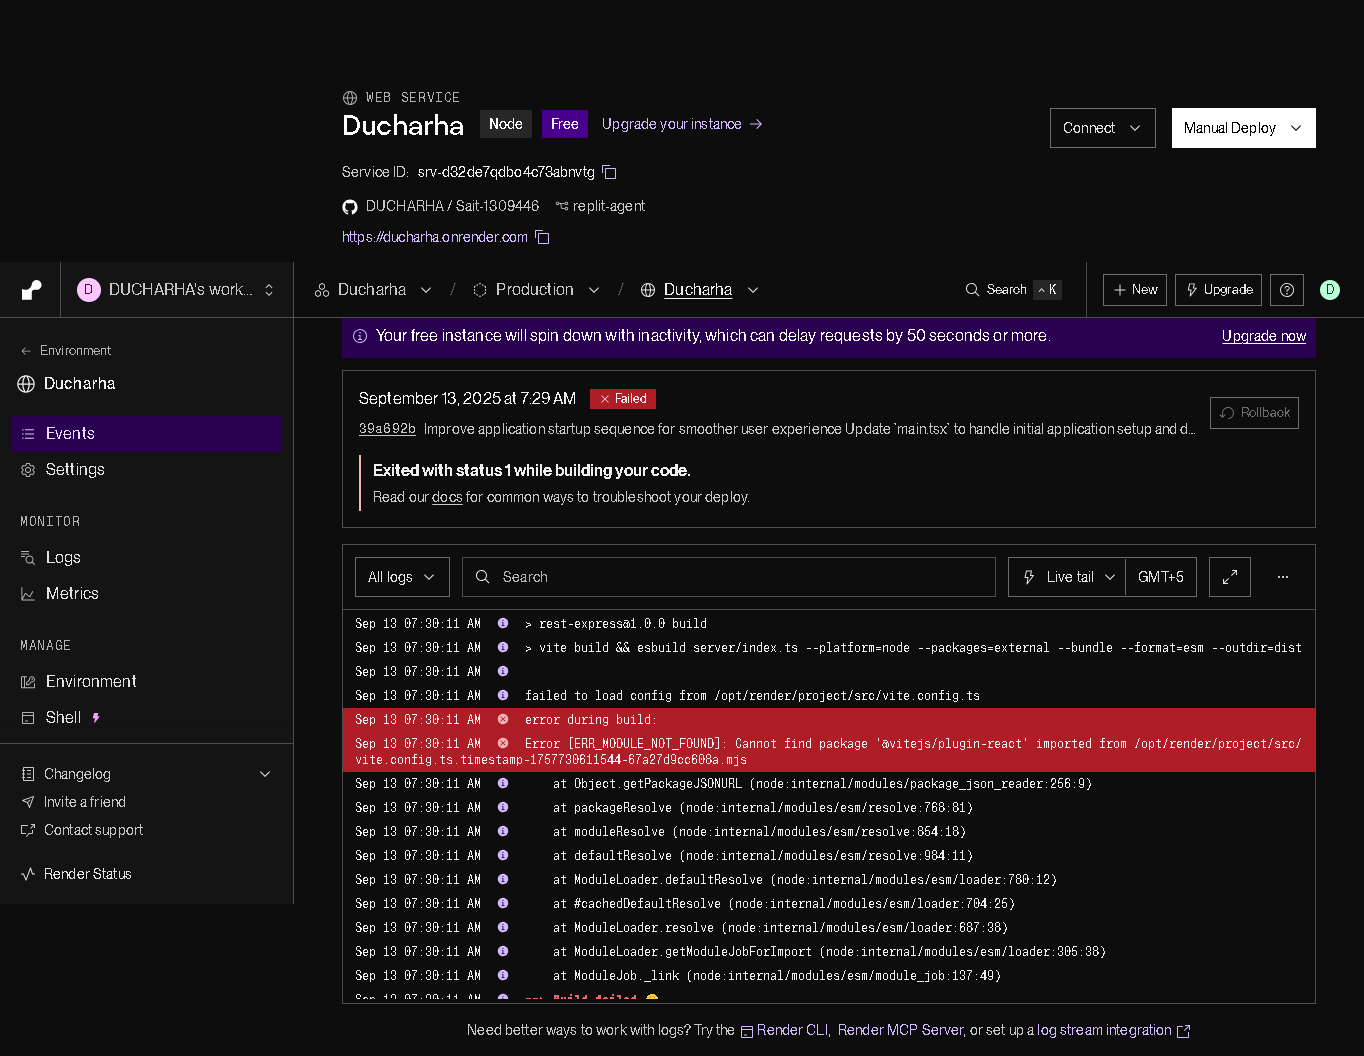 WEB SERVICE
Ducharha Node Free Upgrade your instance
Connect Manual Deploy
Service ID: srv-d32de7qdbo4c73abnvtg
DUCHARHA / Sait-1309446 replit-agent
https://ducharha.onrender.com
D DUCHARHA's work... Ducharha / Production / Ducharha Search ^ K + New Upgrade D
Your free instance will spin down with inactivity, which can delay requests by 50 seconds or more. Upgrade now
← Environment
Ducharha
Events
Settings
MONITOR
Logs
Metrics
MANAGE
Environment
Shell
Changelog
Invite a friend
Contact support
Render Status
September 13, 2025 at 7:29 AM Failed
39a692b Improve application startup sequence for smoother user experience Update `main.tsx` to handle initial application setup and d... Rollback
Exited with status 1 while building your code.
Read our docs for common ways to troubleshoot your deploy.
All logs Search Live tail GMT+5 ...
Sep 13 07:30:11 AM > rest-express@1.0.0 build
Sep 13 07:30:11 AM > vite build && esbuild server/index.ts --platform=node --packages=external --bundle --format=esm --outdir=dist
Sep 13 07:30:11 AM
Sep 13 07:30:11 AM failed to load config from /opt/render/project/src/vite.config.ts
Sep 13 07:30:11 AM error during build:
Sep 13 07:30:11 AM Error [ERR_MODULE_NOT_FOUND]: Cannot find package '@vitejs/plugin-react' imported from /opt/render/project/src/
vite.config.ts.timestamp-1757730611544-67a27d9cc608a.mjs
Sep 13 07:30:11 AM at Object.getPackageJSONURL (node:internal/modules/package_json_reader:256:9)
Sep 13 07:30:11 AM at packageResolve (node:internal/modules/esm/resolve:768:81)
Sep 13 07:30:11 AM at moduleResolve (node:internal/modules/esm/resolve:854:18)
Sep 13 07:30:11 AM at defaultResolve (node:internal/modules/esm/resolve:984:11)
Sep 13 07:30:11 AM at ModuleLoader.defaultResolve (node:internal/modules/esm/loader:780:12)
Sep 13 07:30:11 AM at #cachedDefaultResolve (node:internal/modules/esm/loader:704:25)
Sep 13 07:30:11 AM at ModuleLoader.resolve (node:internal/modules/esm/loader:687:38)
Sep 13 07:30:11 AM at ModuleLoader.getModuleJobForImport (node:internal/modules/esm/loader:305:38)
Sep 13 07:30:11 AM at ModuleJob._link (node:internal/modules/esm/module_job:137:49)
Sep 13 07:30:11 AM ==> Build failed
Need better ways to work with logs? Try the Render CLI, Render MCP Server, or set up a log stream integration